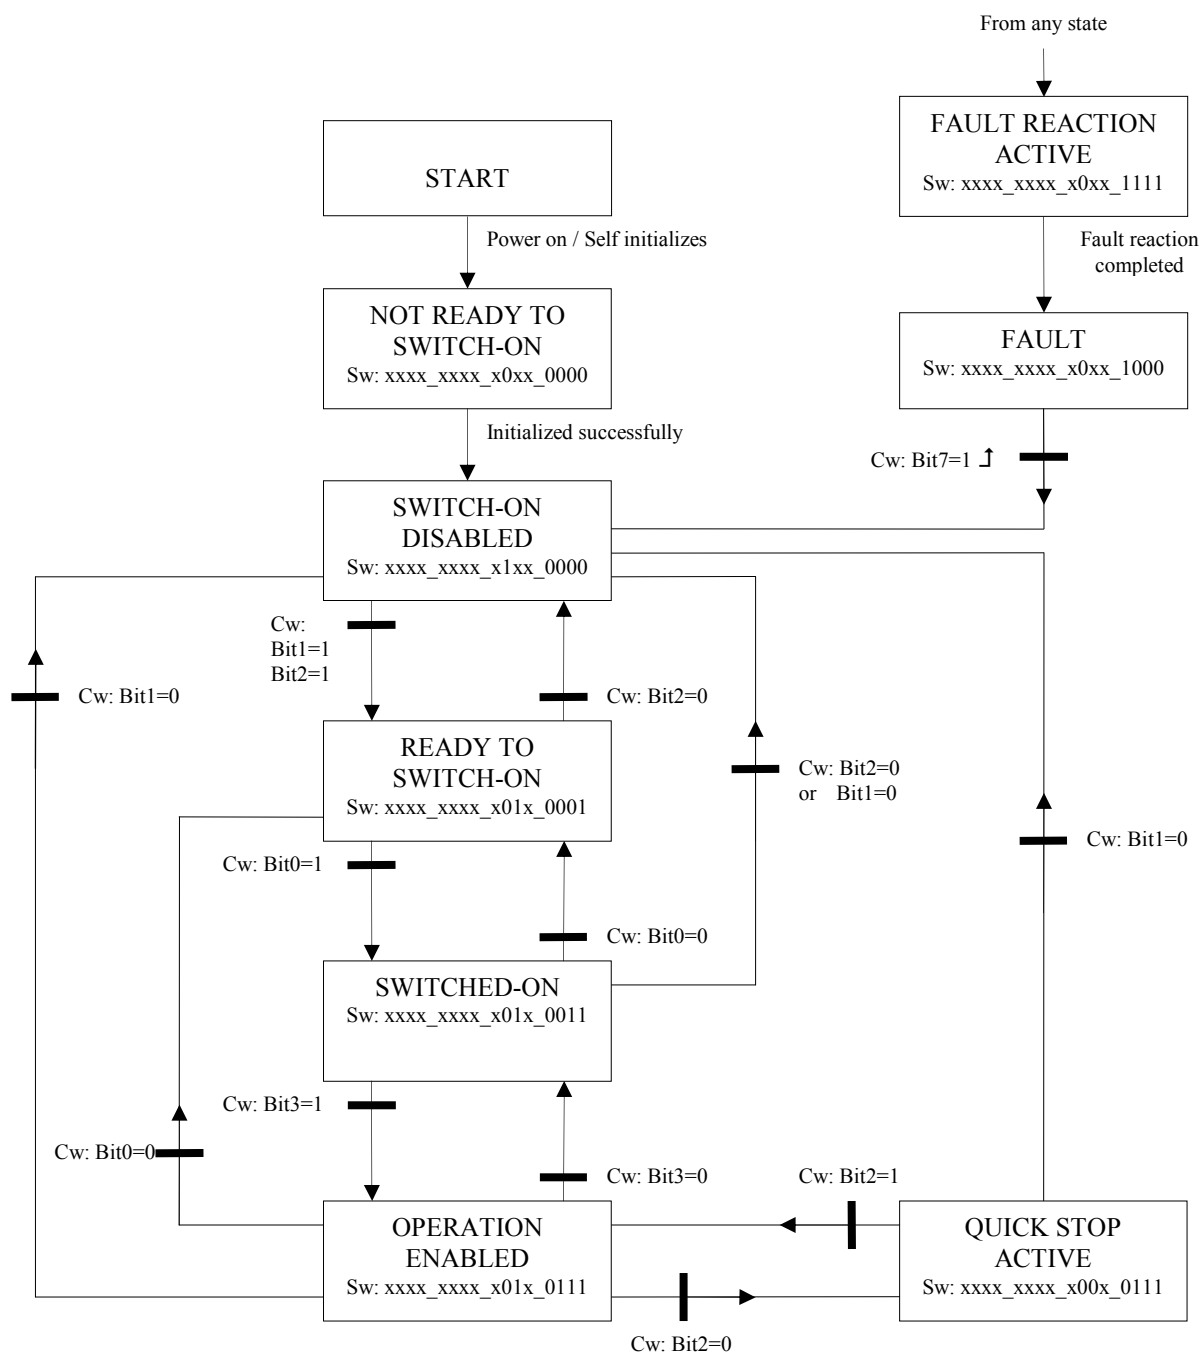 From any state
FAULT REACTION
ACTIVE
Sw: xxxx_xxxx_x0xx_1111
START
Power on / Self initializes
Fault reaction
completed
NOT READY TO
SWITCH-ON
Sw: xxxx_xxxx_x0xx_0000
FAULT
Sw: xxxx_xxxx_x0xx_1000
Initialized successfully
Cw: Bit7=1
SWITCH-ON
DISABLED
Sw: xxxx_xxxx_x1xx_0000
Cw:
Bit1=1
Bit2=1
Cw: Bit1=0
Cw: Bit2=0
READY TO
SWITCH-ON
Sw: xxxx_xxxx_x01x_0001
Cw: Bit2=0
or Bit1=0
Cw: Bit1=0
Cw: Bit0=1
Cw: Bit0=0
SWITCHED-ON
Sw: xxxx_xxxx_x01x_0011
Cw: Bit3=1
Cw: Bit0=0
Cw: Bit3=0
Cw: Bit2=1
OPERATION
ENABLED
Sw: xxxx_xxxx_x01x_0111
QUICK STOP
ACTIVE
Sw: xxxx_xxxx_x00x_0111
Cw: Bit2=0